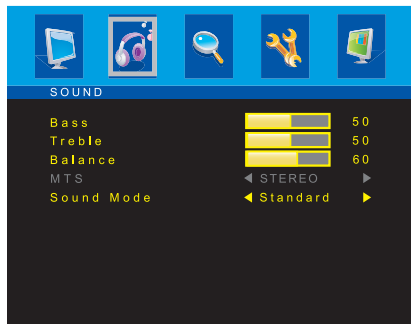 SOUND
Bass 50
Treble 50
Balance 60
MTS STEREO
Sound Mode Standard